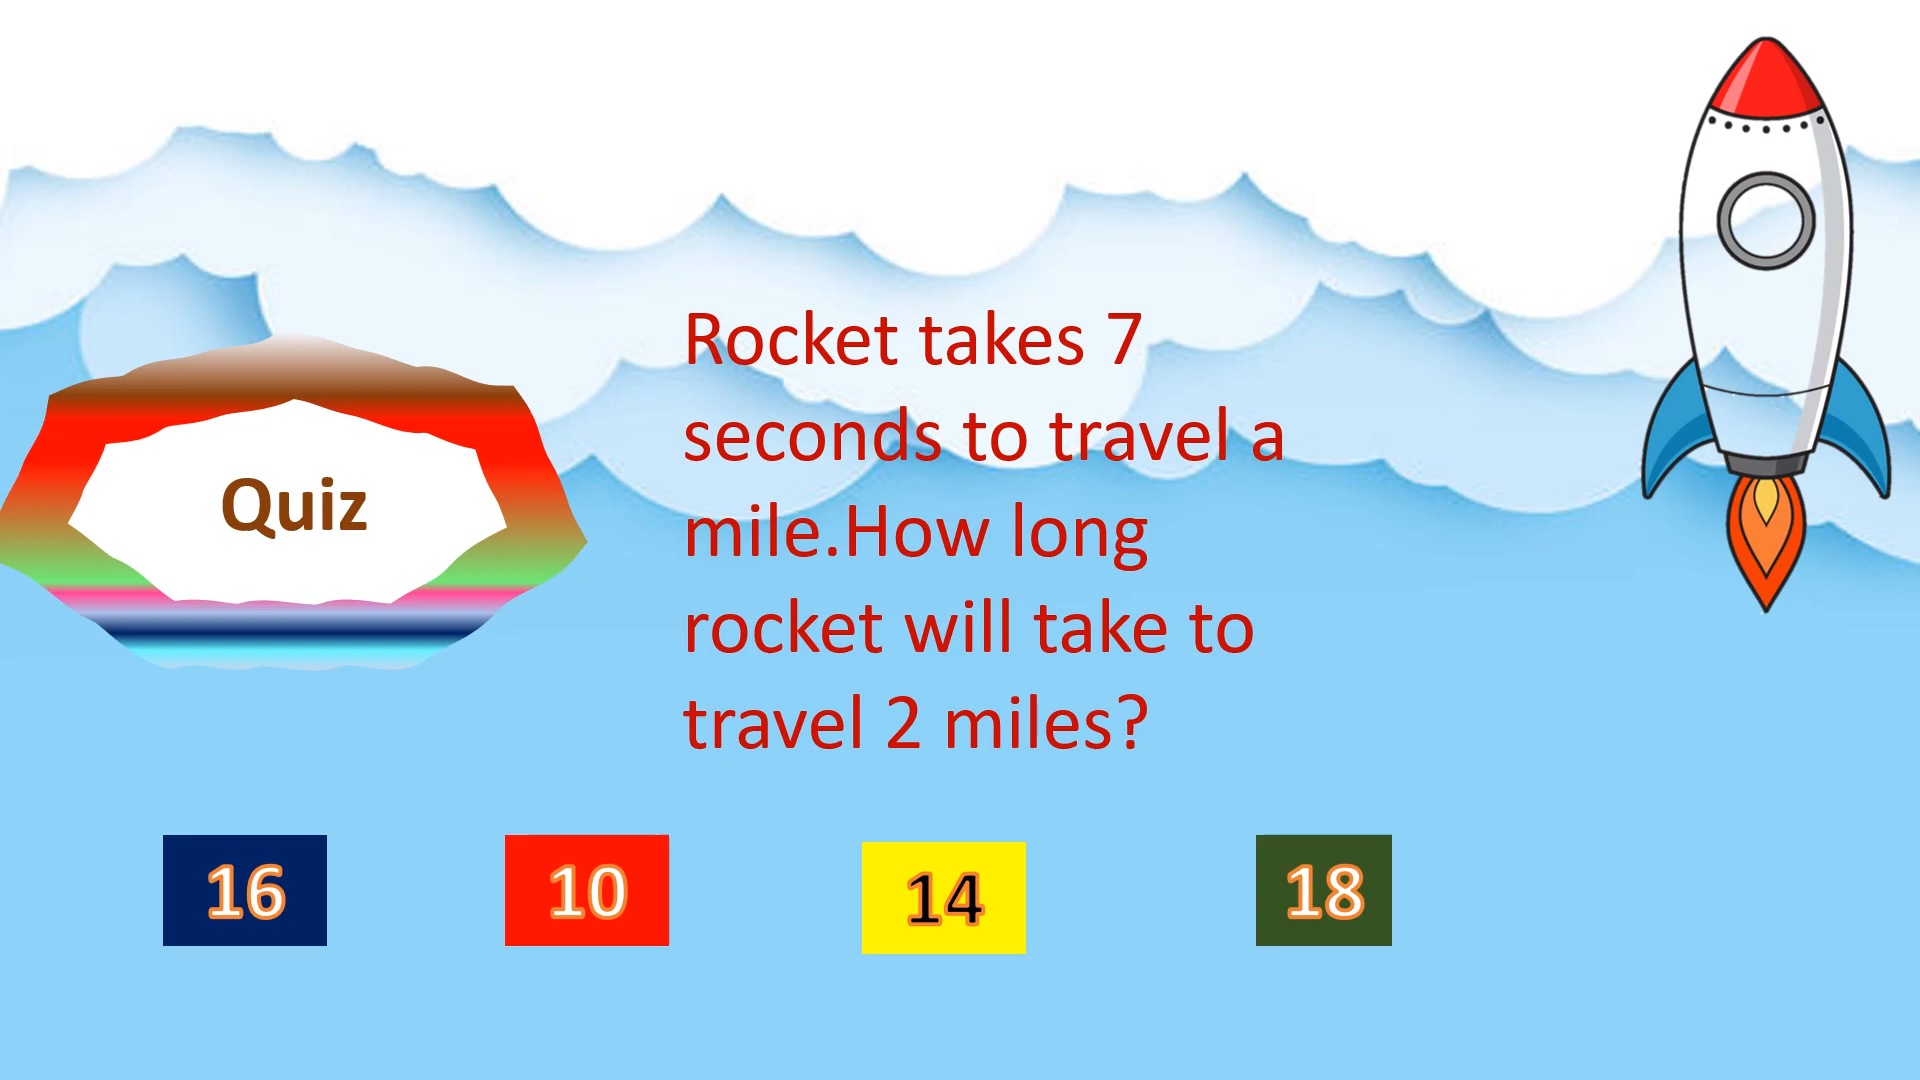 Rocket takes 7
seconds to travel a
mile.How long
rocket will take to
travel 2 miles?
Quiz
16
10
14
18